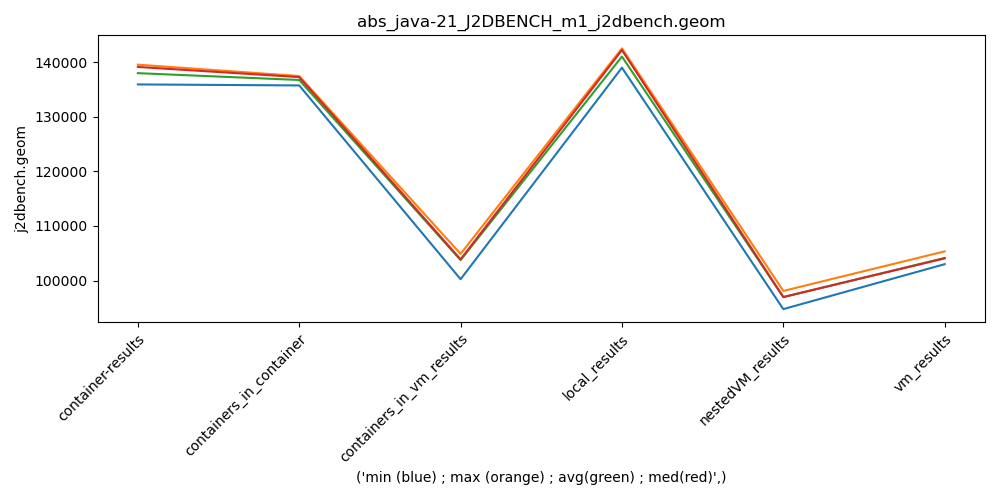 abs_java-21_J2DBENCH_m1_j2dbench.geom
j2dbench.geom
140000
130000
120000
110000
100000
container-results
containers_in_container
containers_in_vm_results
local_results
nestedVM_results
vm_results
('min (blue) ; max (orange) ; avg(green) ; med(red)',)